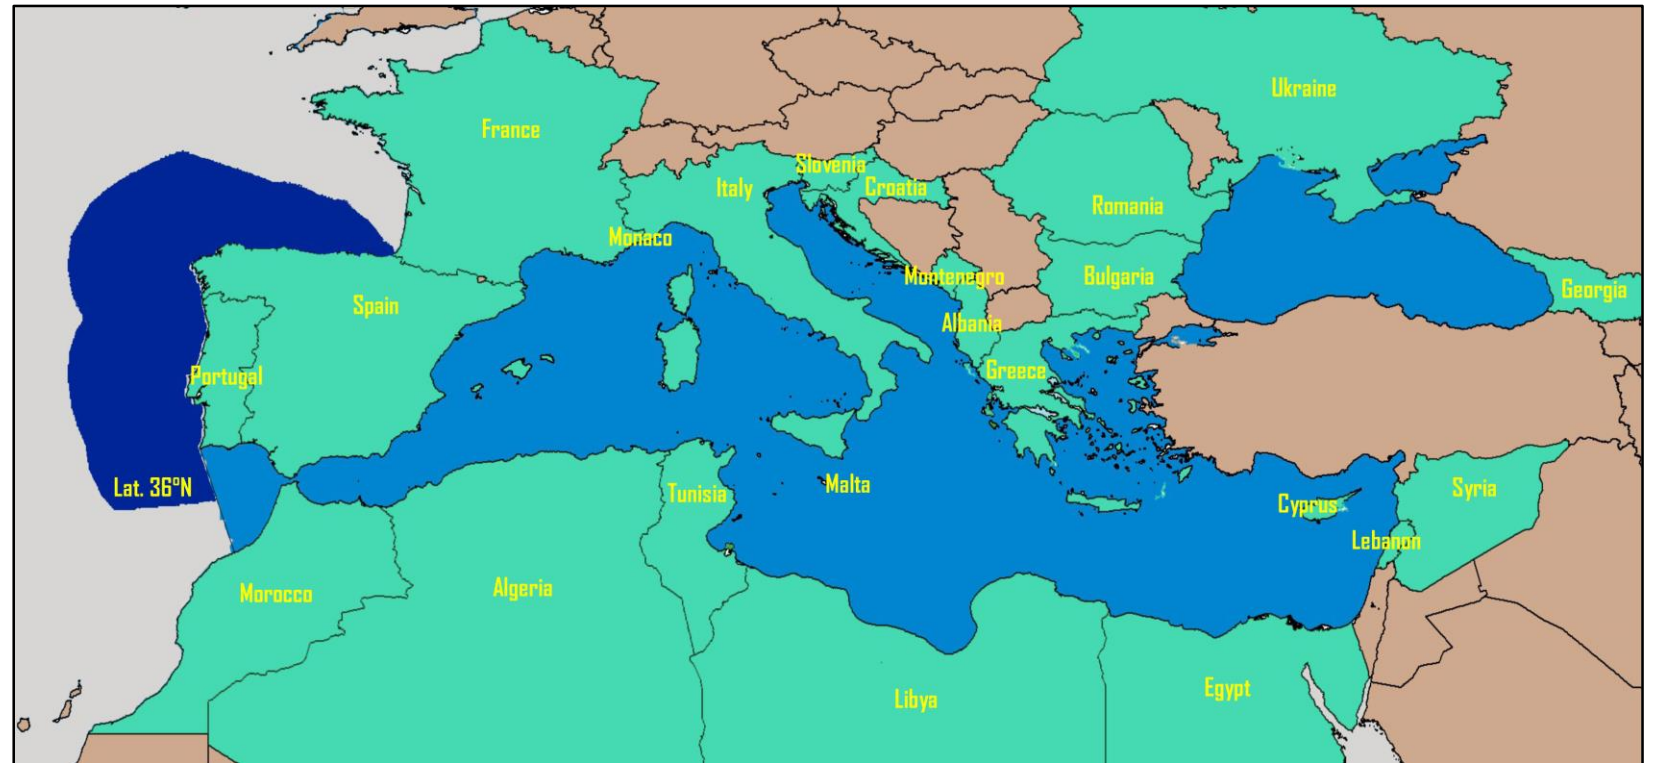 Ukraine
France
Slovenia
Italy
Croatia
Romania
Monaco
Montenegro
Bulgaria
Georgia
Spain
Albania
Greece
Portugal
Lat. 36°N
Tunisia
Malta
Cyprus
Syria
Lebanon
Morocco
Algeria
Libya
Egypt